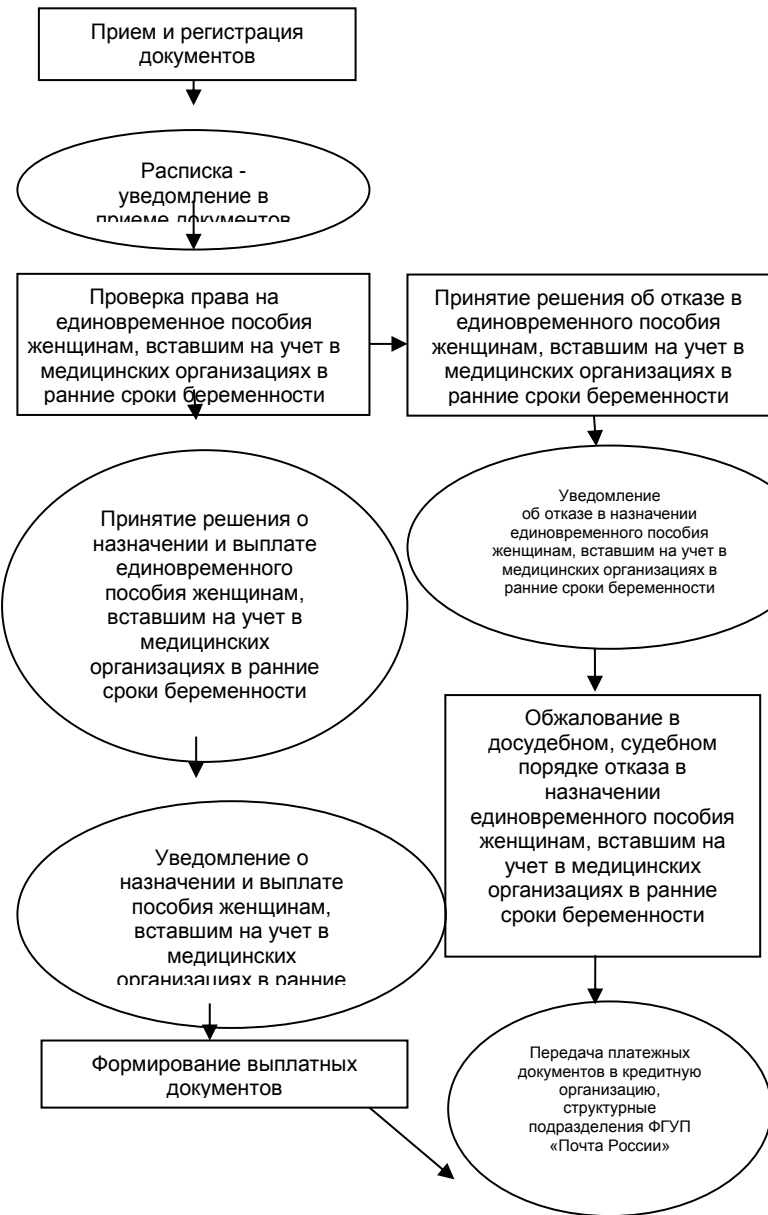 Прием и регистрация
документов
Расписка -
уведомление в
приеме документов
Проверка права на
единовременное пособия
женщинам, вставшим на учет в
медицинских организациях в
ранние сроки беременности
Принятие решения об отказе в
единовременного пособия
женщинам, вставшим на учет в
медицинских организациях в
ранние сроки беременности
Принятие решения о
назначении и выплате
единовременного
пособия женщинам,
вставшим на учет в
медицинских
организациях в ранние
сроки беременности
Уведомление
об отказе в назначении
единовременного пособия
женщинам, вставшим на учет в
медицинских организациях в
ранние сроки беременности
Обжалование в
досудебном, судебном
порядке отказа в
назначении
единовременного пособия
женщинам, вставшим на
учет в медицинских
организациях в ранние
сроки беременности
Уведомление о
назначении и выплате
пособия женщинам,
вставшим на учет в
медицинских
организациях в ранние
Формирование выплатных
документов
Передача платежных
документов в кредитную
организацию,
структурные
подразделения ФГУП
«Почта России»